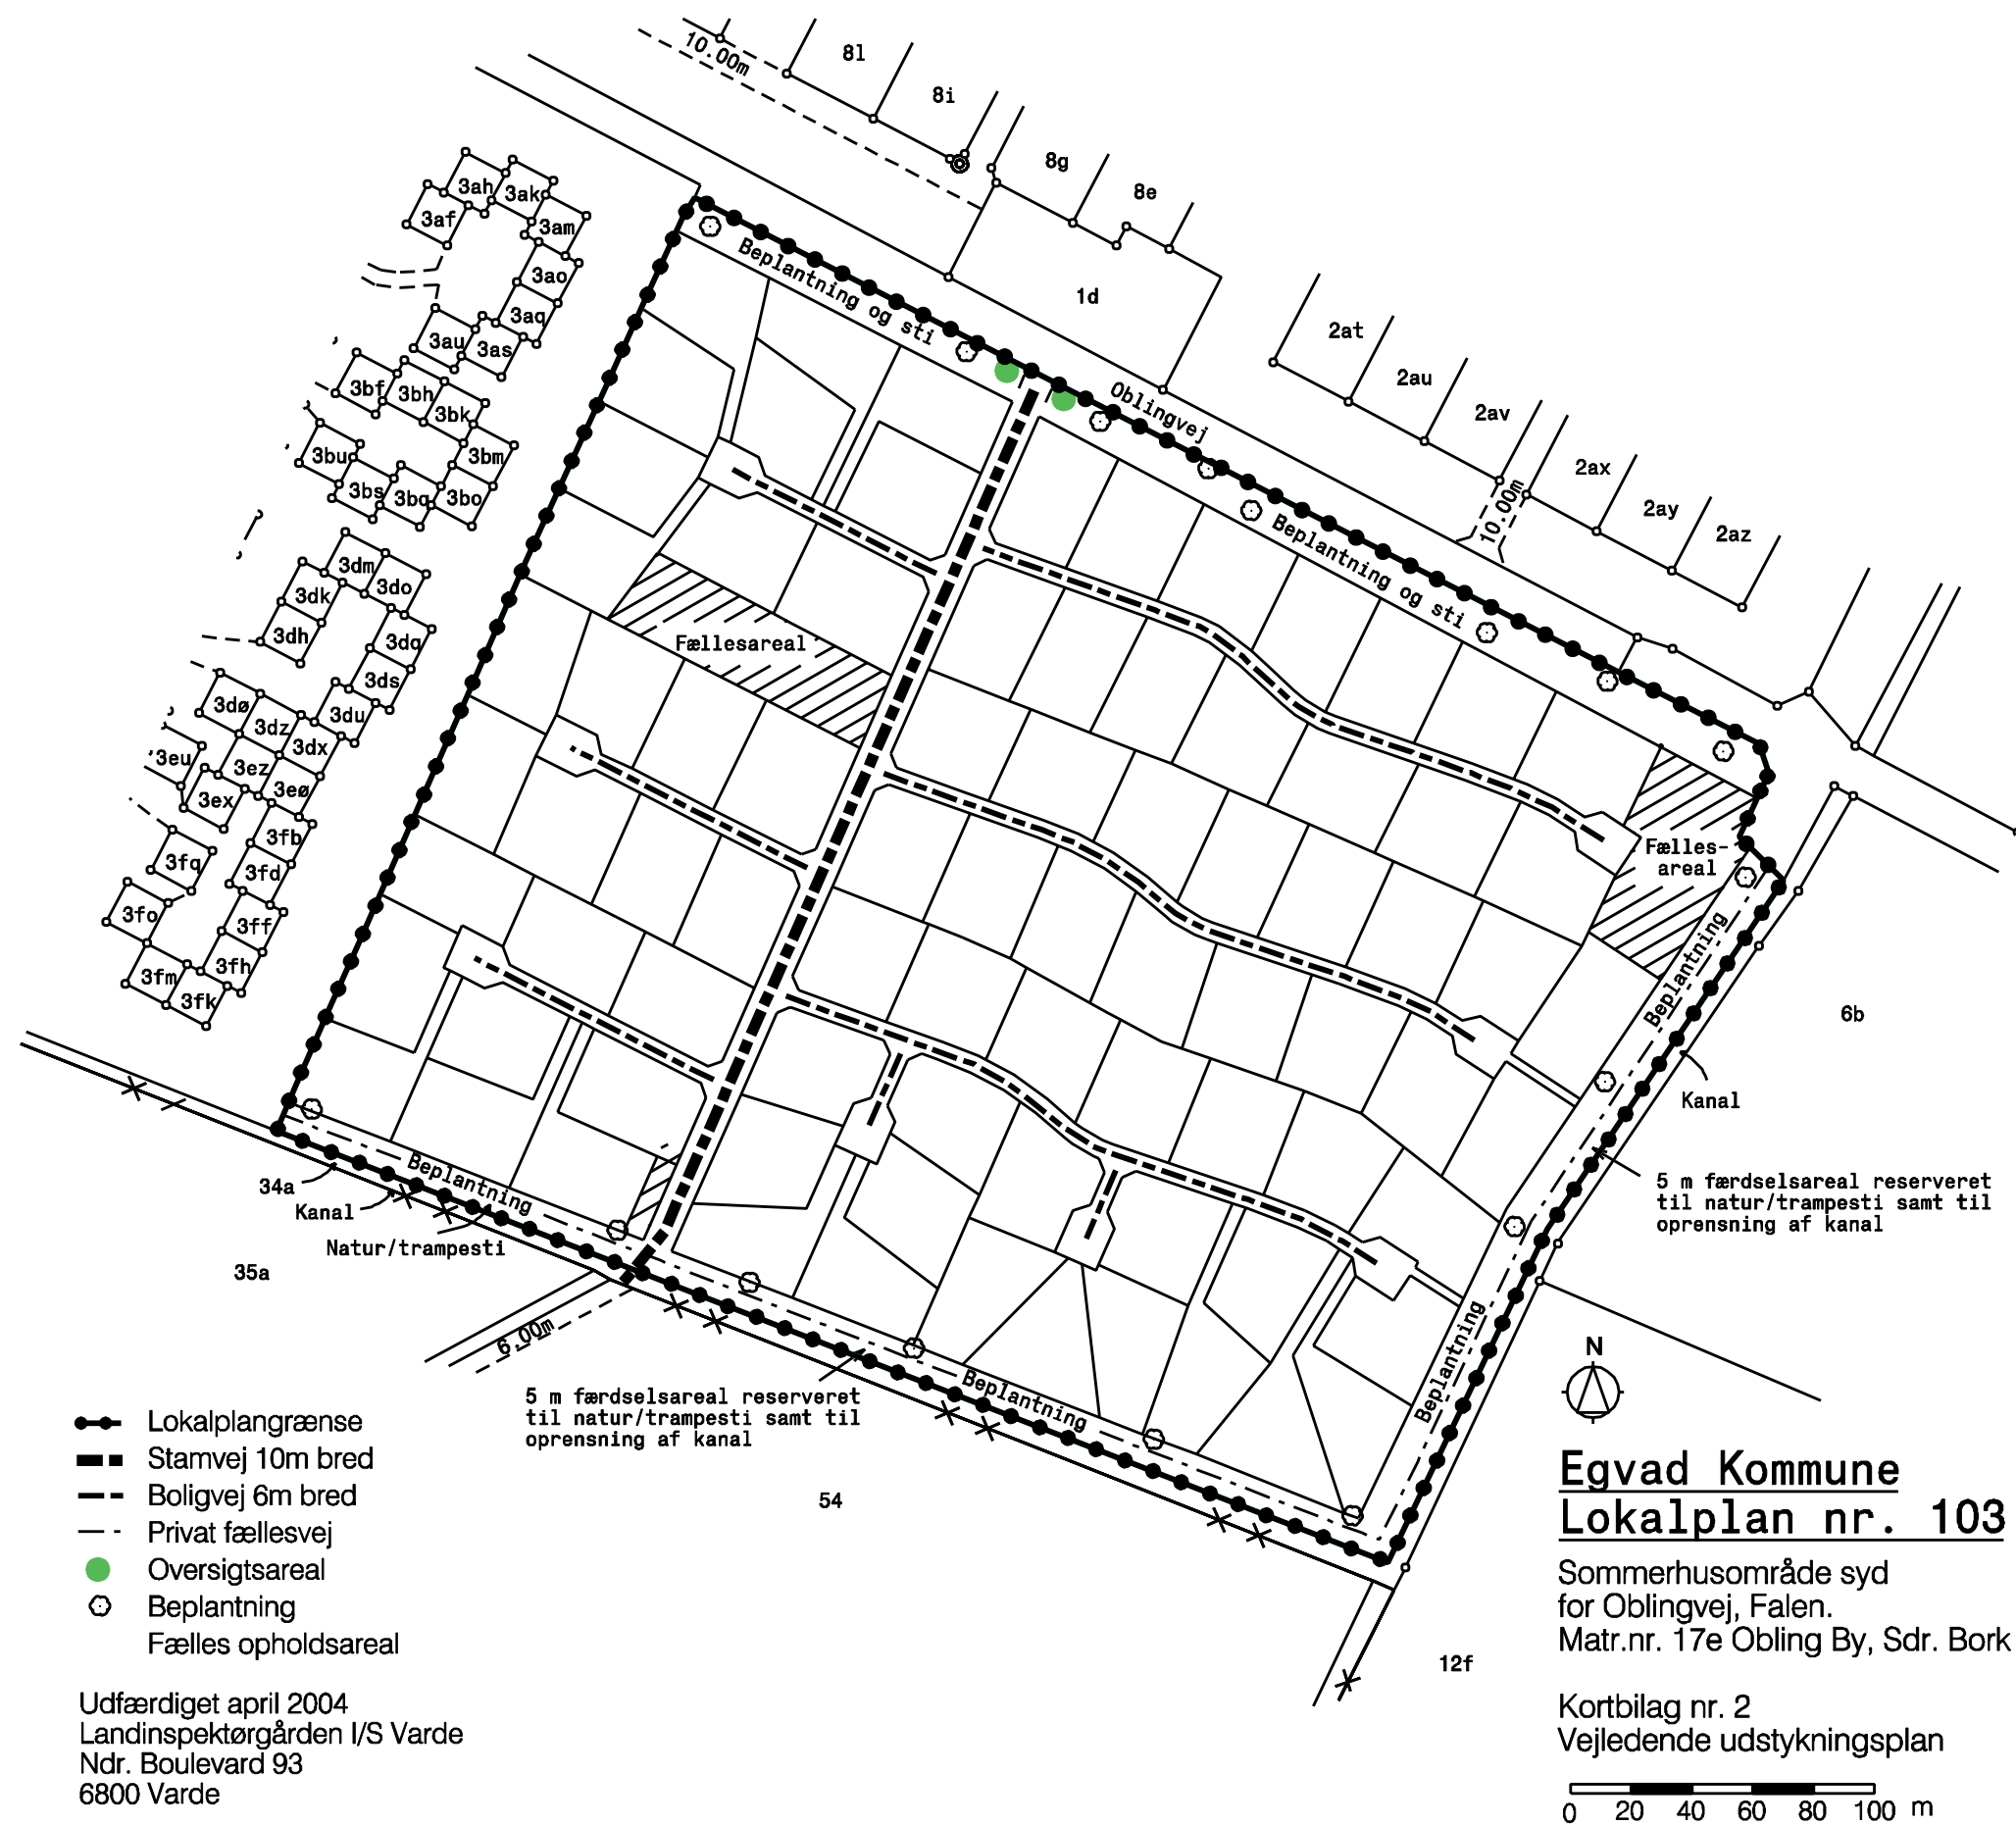 10.00m
8l
8i
8g
8e
1d
2at
2au
2av
2ax
2ay
2az
10.00m
3ah
3ak
3af
3am
3ao
3aq
3au
3as
3bf
3bh
3bk
3bm
3bu
3bs
3bq
3bo
3dm
3do
3dk
3dh
3dq
3ds
3du
3dø
3dz
3dx
3eu
3ez
3ex
3eø
3fb
3fd
3fq
3fo
3ff
3fh
3fm
3fk
Beplantning og sti
Oblingvej
Beplantning og sti
Fællesareal
Fælles-
areal
Beplantning
6b
Kanal
5 m færdselsareal reserveret
til natur/trampesti samt til
oprensning af kanal
Beplantning
34a
Kanal
Natur/trampesti
Beplantning
35a
6.00m
5 m færdselsareal reserveret
til natur/trampesti samt til
oprensning af kanal
Beplantning
54
12f
N
Lokalplangrænse
Stamvej 10m bred
Boligvej 6m bred
Privat fællesvej
Oversigtsareal
Beplantning
Fælles opholdsareal
Udfærdiget april 2004
Landinspektørgården I/S Varde
Ndr. Boulevard 93
6800 Varde
Egvad Kommune
Lokalplan nr. 103
Sommerhusområde syd
for Oblingvej, Falen.
Matr.nr. 17e Obling By, Sdr. Bork
Kortbilag nr. 2
Vejledende udstykningsplan
0 20 40 60 80 100 m